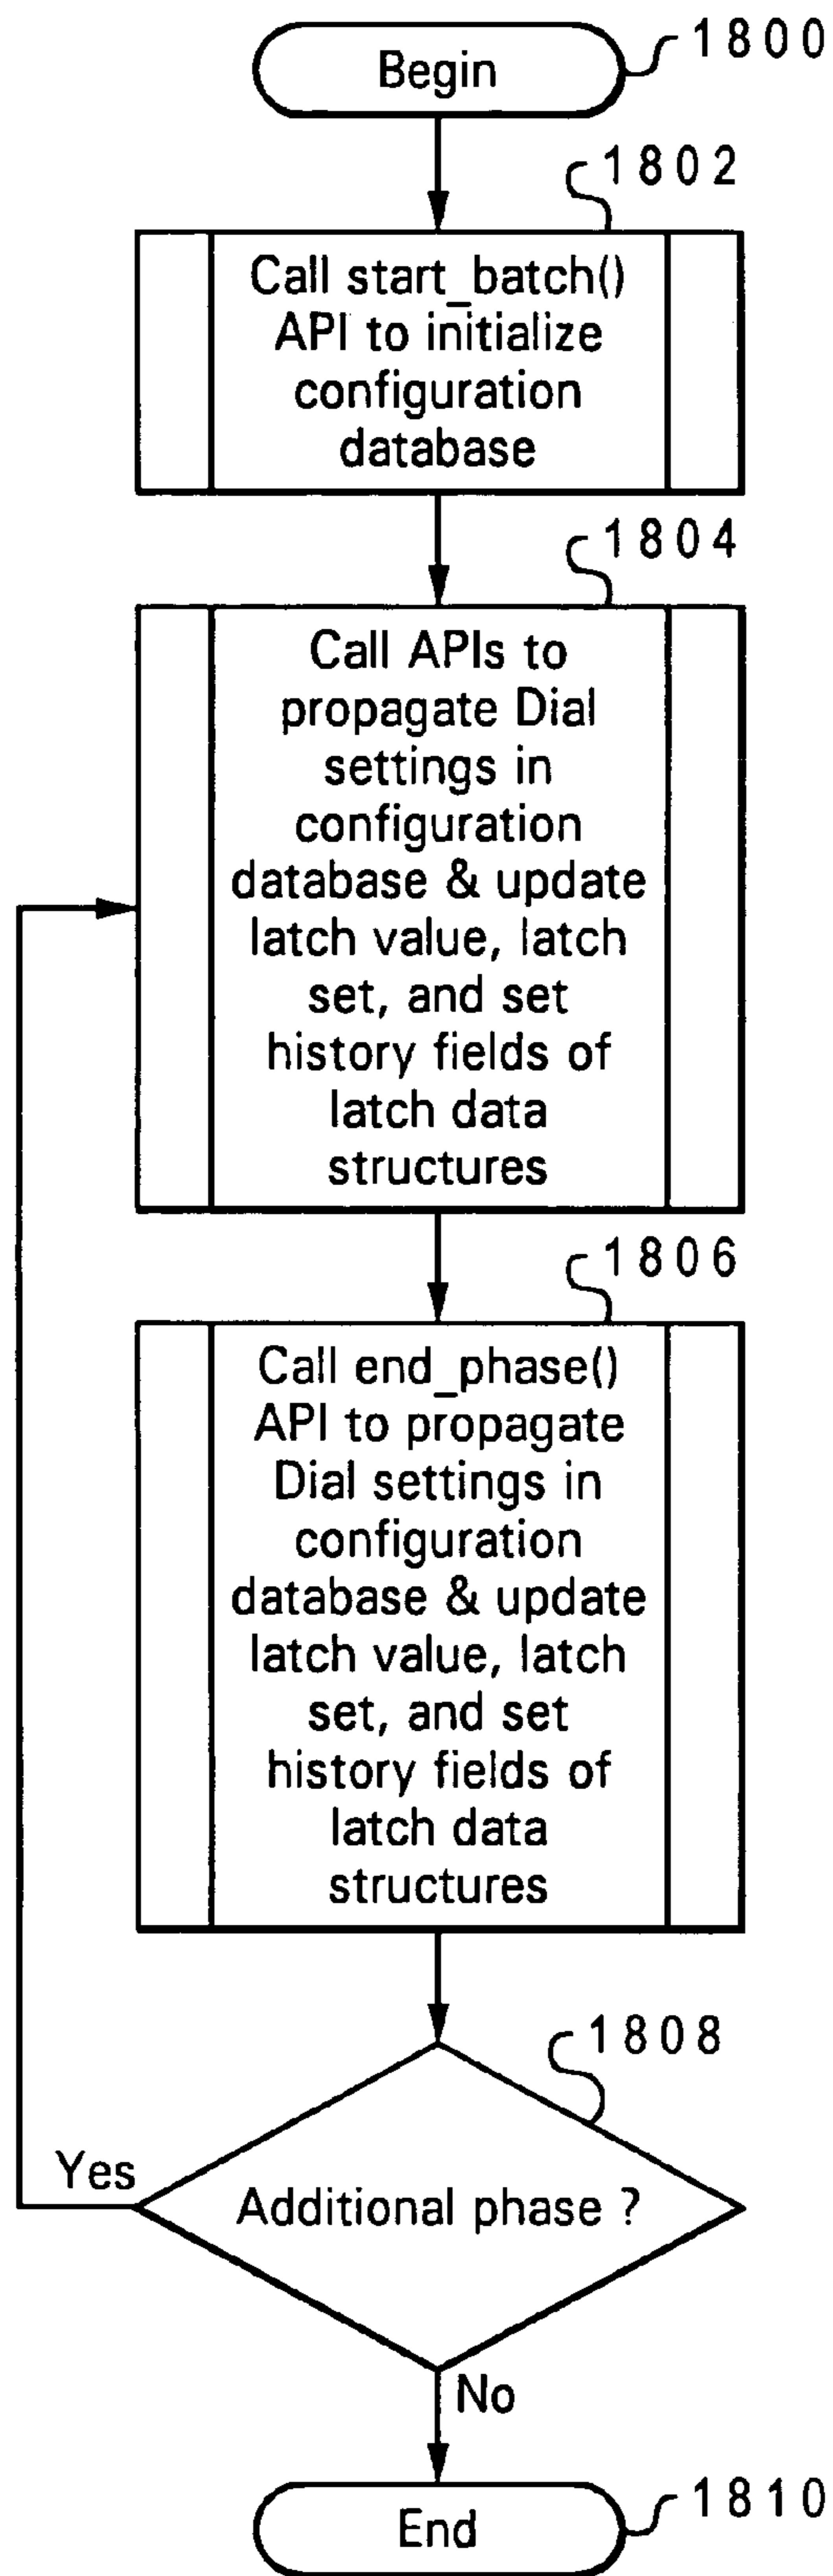 Begin
1800
1802
Call start_batch()
API to initialize
configuration
database
1804
Call APIs to
propagate Dial
settings in
configuration
database & update
latch value, latch
set, and set
history fields of
latch data
structures
1806
Call end_phase()
API to propagate
Dial settings in
configuration
database & update
latch value, latch
set, and set
history fields of
latch data
structures
1808
Yes
Additional phase ?
No
End
1810